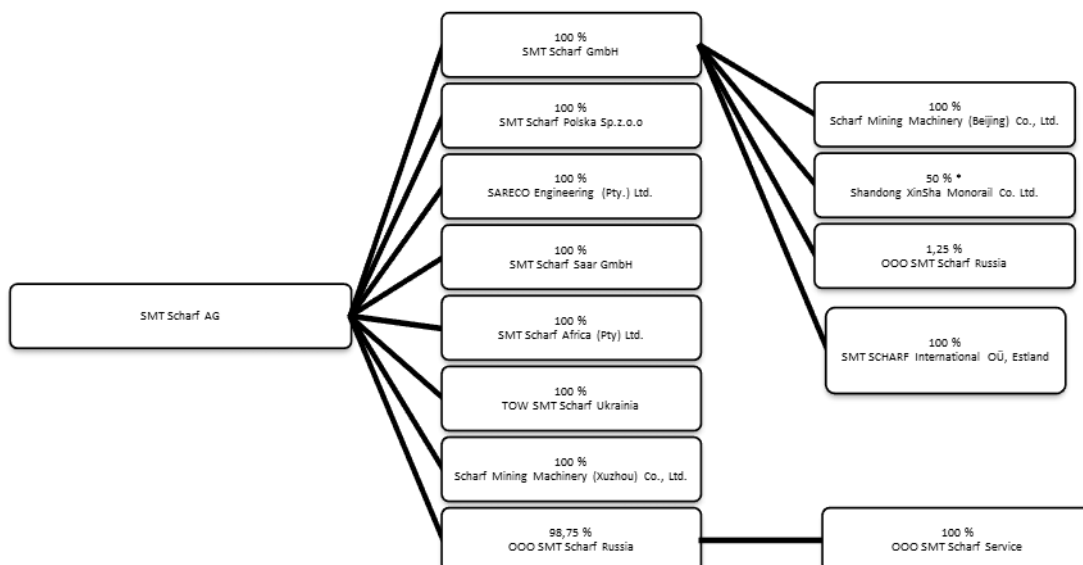 SMT Scharf AG
100 %
SMT Scharf GmbH
100 %
SMT Scharf Polska Sp.z.o.o
100 %
SARECO Engineering (Pty.) Ltd.
100 %
SMT Scharf Saar GmbH
100 %
SMT Scharf Africa (Pty) Ltd.
100 %
TOW SMT Scharf Ukrainia
100 %
Scharf Mining Machinery (Xuzhou) Co., Ltd.
98,75 %
OOO SMT Scharf Russia
100 %
Scharf Mining Machinery (Beijing) Co., Ltd.
50 % *
Shandong XinSha Monorail Co. Ltd.
1,25 %
OOO SMT Scharf Russia
100 %
SMT SCHARF International OÜ, Estland
100 %
OOO SMT Scharf Service